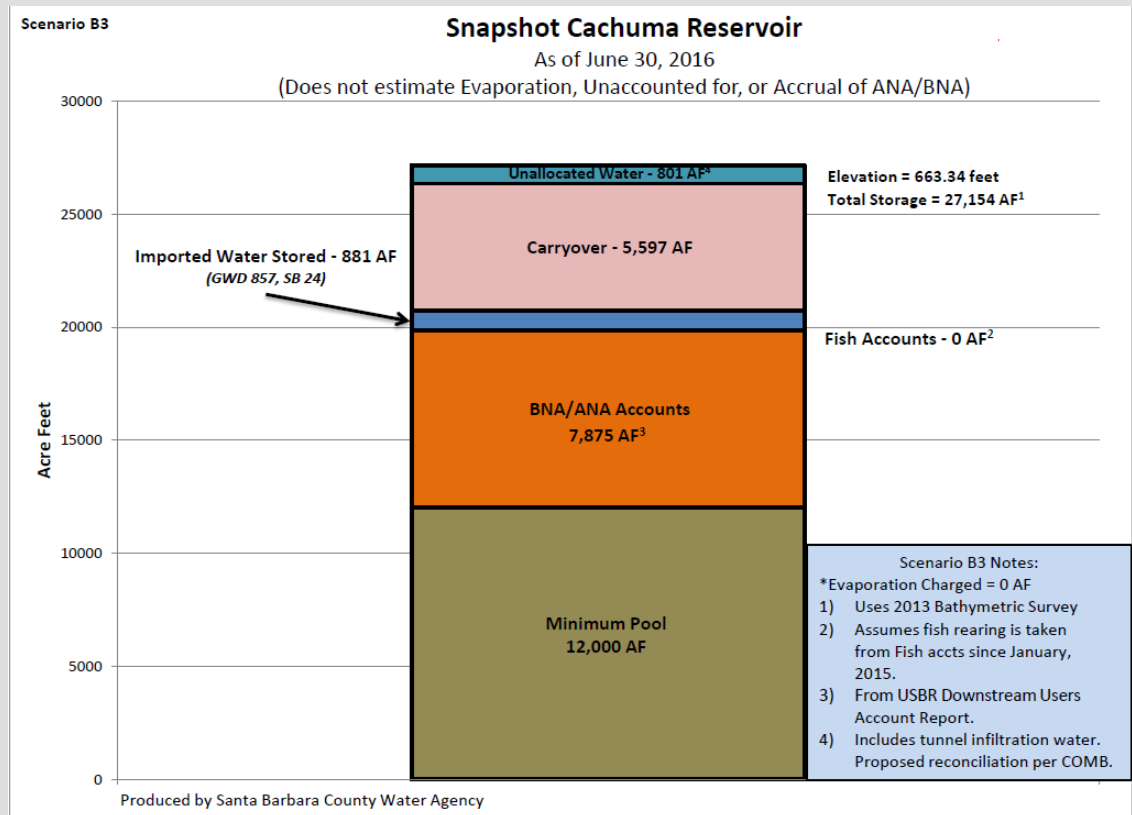 Scenario B3
Snapshot Cachuma Reservoir
As of June 30, 2016
(Does not estimate Evaporation, Unaccounted for, or Accrual of ANA/BNA)
Acre Feet
30000
25000
20000
15000
10000
5000
0
Unallocated Water - 801 AF⁴
Elevation = 663.34 feet
Total Storage = 27,154 AF¹
Carryover - 5,597 AF
Imported Water Stored - 881 AF
(GWD 857, SB 24)
Fish Accounts - 0 AF²
BNA/ANA Accounts
7,875 AF³
Minimum Pool
12,000 AF
Scenario B3 Notes:
*Evaporation Charged = 0 AF
1) Uses 2013 Bathymetric Survey
2) Assumes fish rearing is taken
from Fish accts since January,
2015.
3) From USBR Downstream Users
Account Report.
4) Includes tunnel infiltration water.
Proposed reconciliation per COMB.
Produced by Santa Barbara County Water Agency